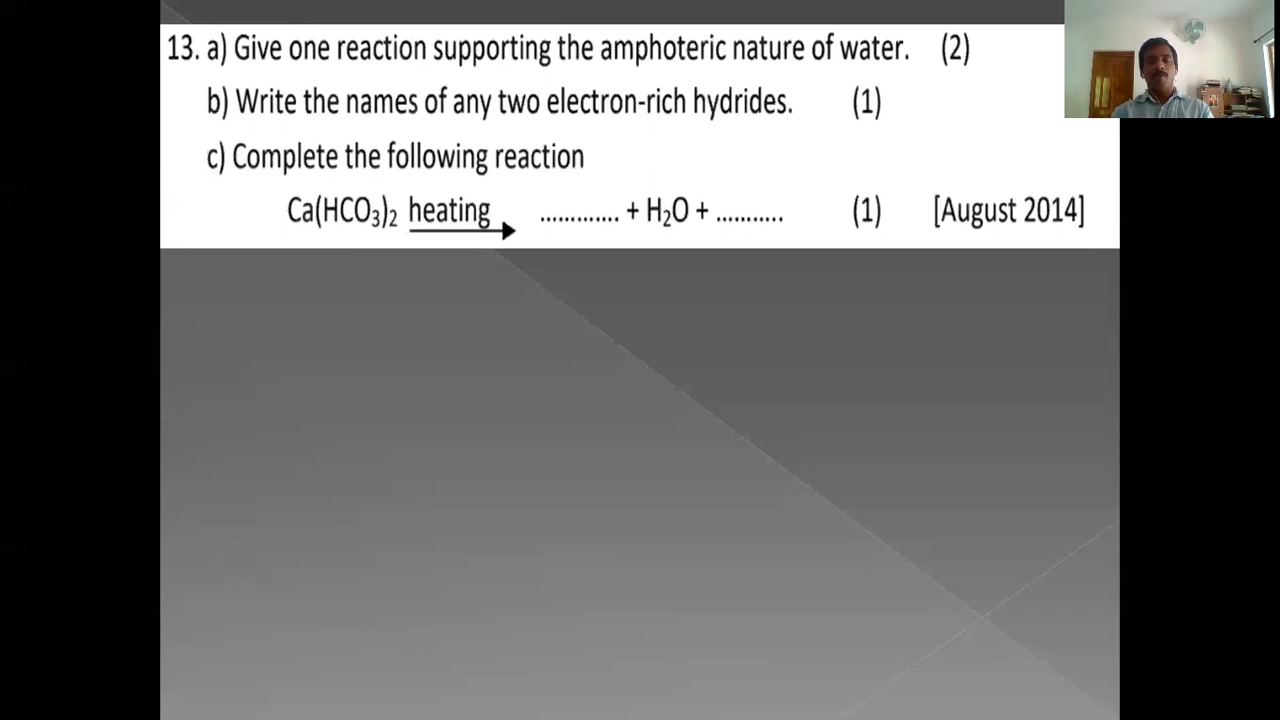 13. a) Give one reaction supporting the amphoteric nature of water. (2)
b) Write the names of any two electron-rich hydrides. (1)
c) Complete the following reaction
Ca(HCO₃)₂ heating ............. + H₂O + ........... (1) [August 2014]